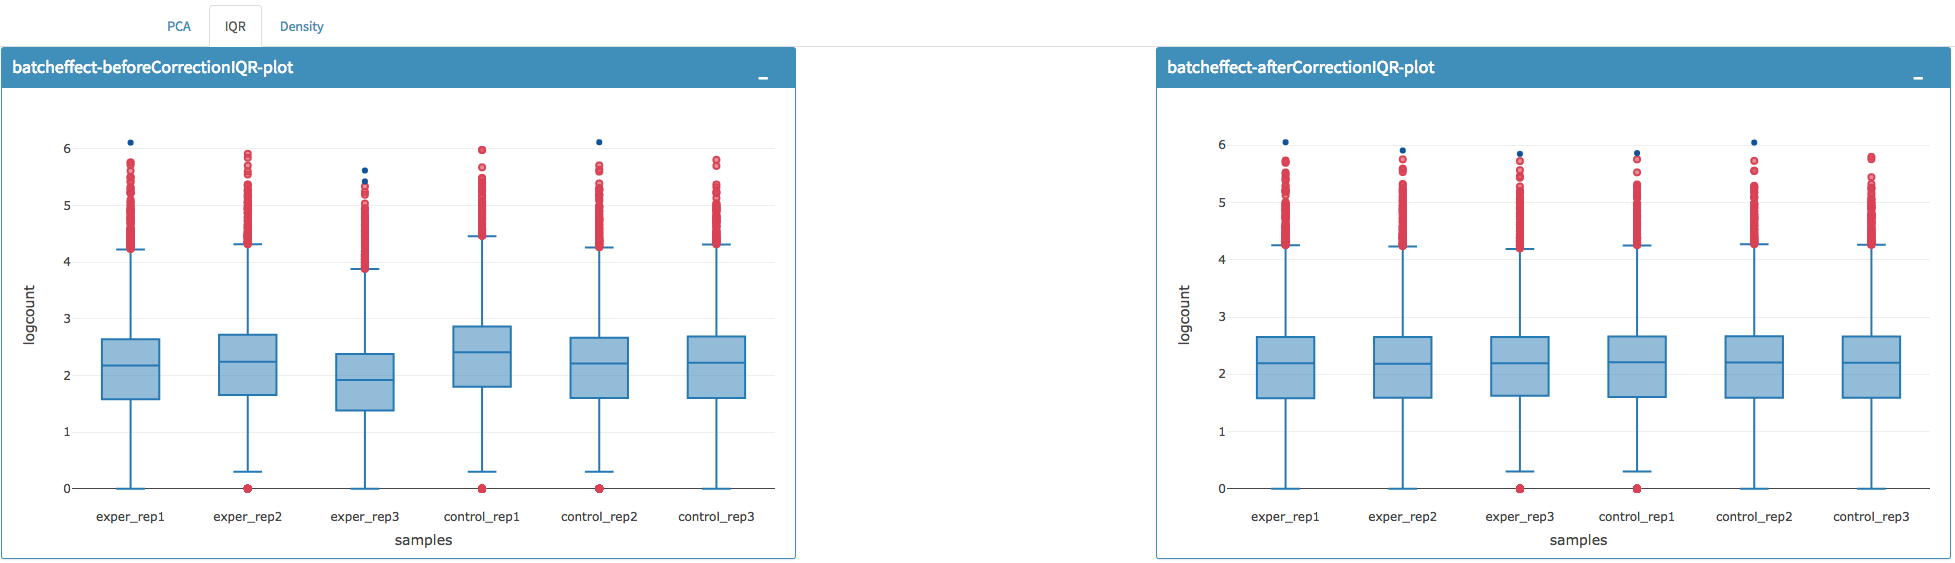 PCA IQR Density
batcheffect-beforeCorrectionIQR-plot
6
5
4
3
2
1
0
logcount
exper_rep1 exper_rep2 exper_rep3 control_rep1 control_rep2 control_rep3
samples
batcheffect-afterCorrectionIQR-plot
6
5
4
3
2
1
0
logcount
exper_rep1 exper_rep2 exper_rep3 control_rep1 control_rep2 control_rep3
samples